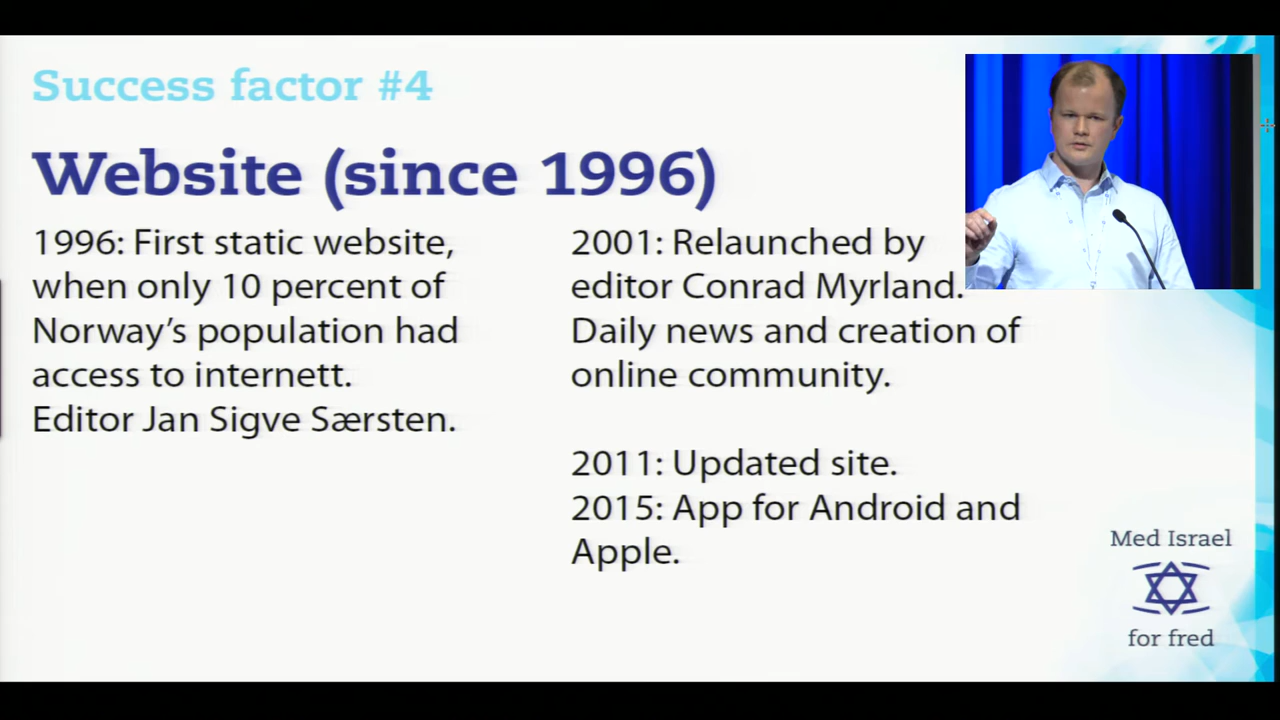 Success factor #4
Website (since 1996)
1996: First static website,
when only 10 percent of
Norway's population had
access to internett.
Editor Jan Sigve Særsten.
2001: Relaunched by
editor Conrad Myrland.
Daily news and creation of
online community.
2011: Updated site.
2015: App for Android and
Apple.
Med Israel
for fred